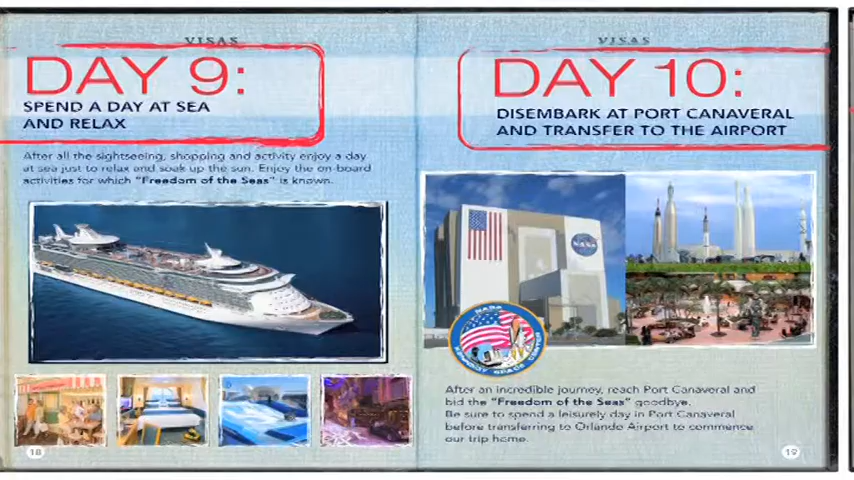 VISAS
DAY 9:
SPEND A DAY AT SEA
AND RELAX
After all the sightseeing, shopping and activity enjoy a day
at sea just to relax and soak up the sun. Enjoy the on-board
activities for which "Freedom of the Seas" is known.
18
VISAS
DAY 10:
DISEMBARK AT PORT CANAVERAL
AND TRANSFER TO THE AIRPORT
NASA
NASA
KENNEDY SPACE CENTER
After an incredible journey, reach Port Canaveral and
bid the "Freedom of the Seas" goodbye.
Be sure to spend a leisurely day in Port Canaveral
before transferring to Orlando Airport to commence
our trip home.
19